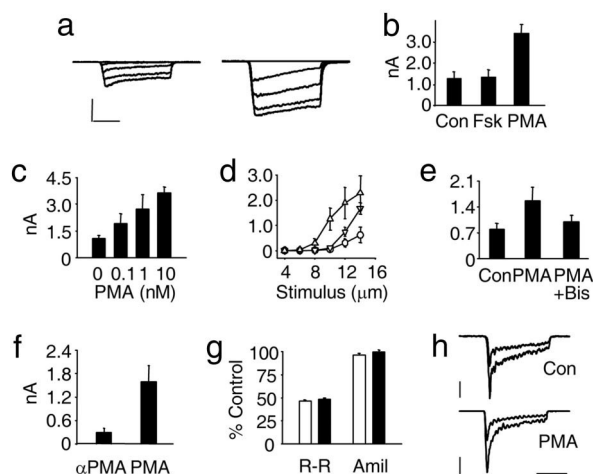 a
b
nA
3.0
2.0
1.0
0
Con Fsk PMA
c
nA
4.5
3.0
1.5
0
0 0.1 1 10
PMA (nM)
d
3.0
2.0
1.0
0.0
4 8 12 16
Stimulus (μm)
e
2.1
1.4
0.7
0
Con PMA PMA
+Bis
f
nA
2.4
1.8
1.2
0.6
0
αPMA PMA
g
% Control
100
75
50
25
0
R-R Amil
h
Con
PMA